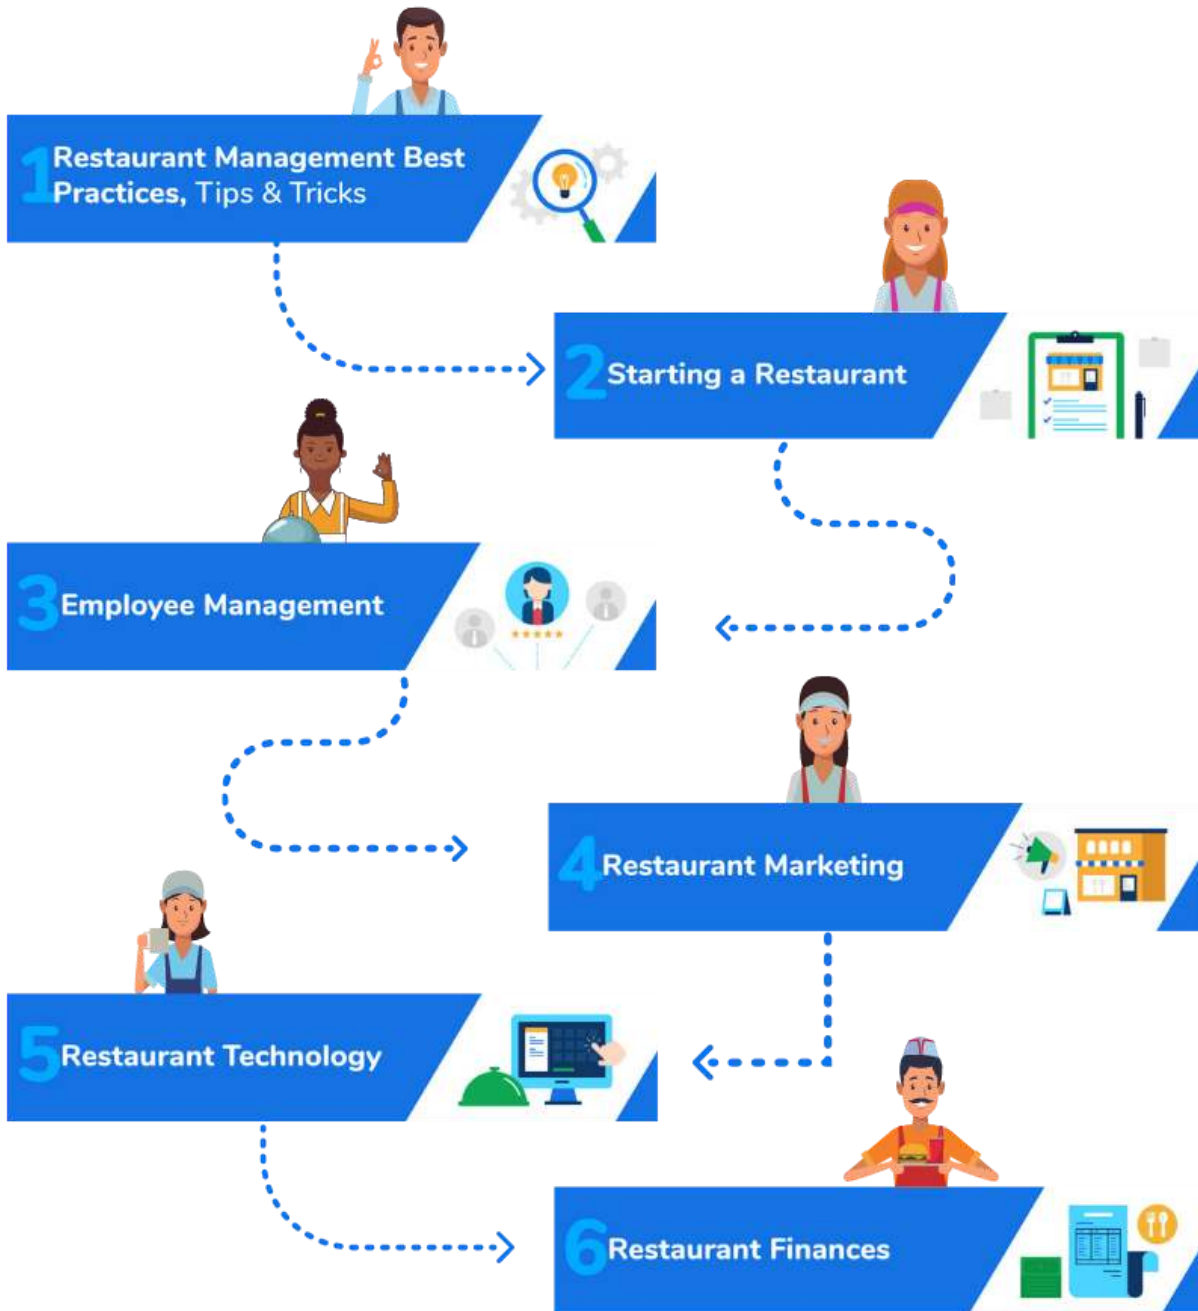 1
Restaurant Management Best
Practices, Tips & Tricks
2
Starting a Restaurant
3
Employee Management
4
Restaurant Marketing
5
Restaurant Technology
6
Restaurant Finances